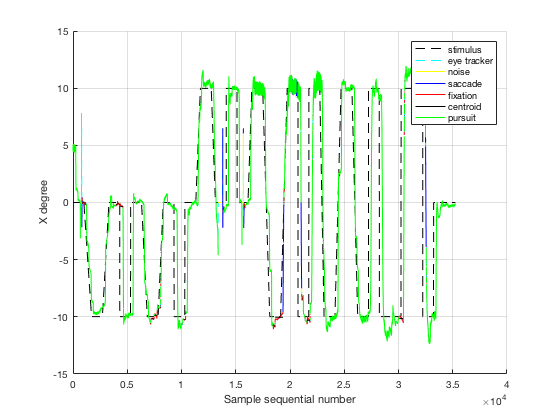 15
10
5
0
-5
-10
-15
X degree
0
0.5
1
1.5
2
2.5
3
3.5
4
×10⁴
Sample sequential number
stimulus
eye tracker
noise
saccade
fixation
centroid
pursuit